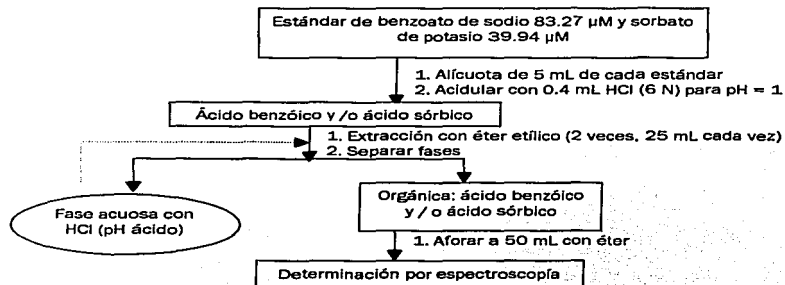 Estándar de benzoato de sodio 83.27 µM y sorbato
de potasio 39.94 µM
1. Alícuota de 5 mL de cada estándar
2. Acidular con 0.4 mL HCl (6 N) para pH = 1
Ácido benzóico y /o ácido sórbico
1. Extracción con éter etílico (2 veces, 25 mL cada vez)
2. Separar fases
Fase acuosa con
HCl (pH ácido)
Orgánica: ácido benzóico
y / o ácido sórbico
1. Aforar a 50 mL con éter
Determinación por espectroscopía